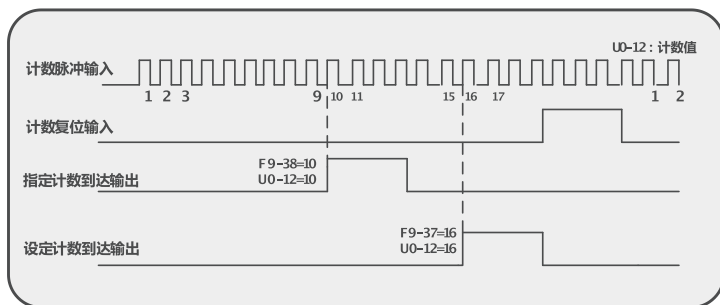 U0-12：计数值
计数脉冲输入
1 2 3 9 10 11 15 16 17 1 2
计数复位输入
F9-38=10
U0-12=10
指定计数到达输出
F9-37=16
U0-12=16
设定计数到达输出